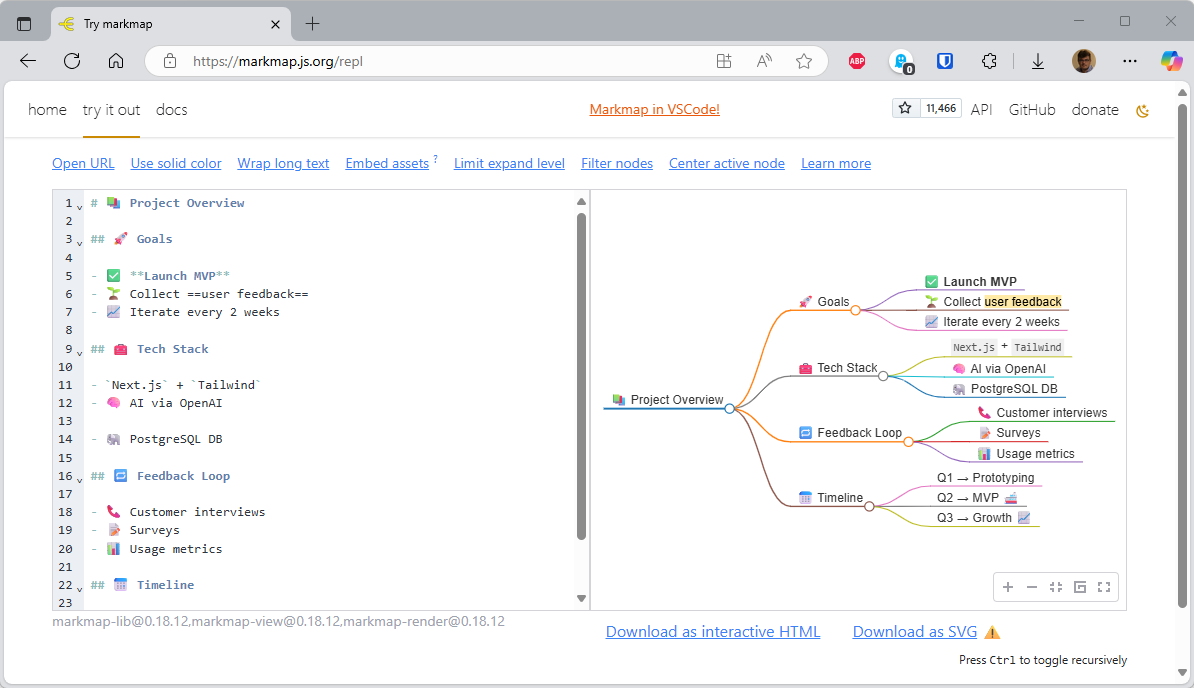 Try markmap
https://markmap.js.org/repl
ABP
0
home try it out docs
Markmap in VSCode!
11,466 API GitHub donate
Open URL Use solid color Wrap long text Embed assets ? Limit expand level Filter nodes Center active node Learn more
1 # 📚 Project Overview
2
3 ## 🚀 Goals
4
5 - ✅ **Launch MVP**
6 - 🌱 Collect ==user feedback==
7 - 📈 Iterate every 2 weeks
8
9 ## 🧰 Tech Stack
10
11 - `Next.js` + `Tailwind`
12 - 🧠 AI via OpenAI
13
14 - 🐘 PostgreSQL DB
15
16 ## 🔁 Feedback Loop
17
18 - 📞 Customer interviews
19 - 📝 Surveys
20 - 📊 Usage metrics
21
22 ## 📅 Timeline
23
📚 Project Overview
🚀 Goals
✅ Launch MVP
🌱 Collect user feedback
📈 Iterate every 2 weeks
🧰 Tech Stack
Next.js + Tailwind
🧠 AI via OpenAI
🐘 PostgreSQL DB
🔁 Feedback Loop
📞 Customer interviews
📝 Surveys
📊 Usage metrics
📅 Timeline
Q1 → Prototyping
Q2 → MVP 🚢
Q3 → Growth 📈
markmap-lib@0.18.12,markmap-view@0.18.12,markmap-render@0.18.12
Download as interactive HTML Download as SVG ⚠️
Press Ctrl to toggle recursively